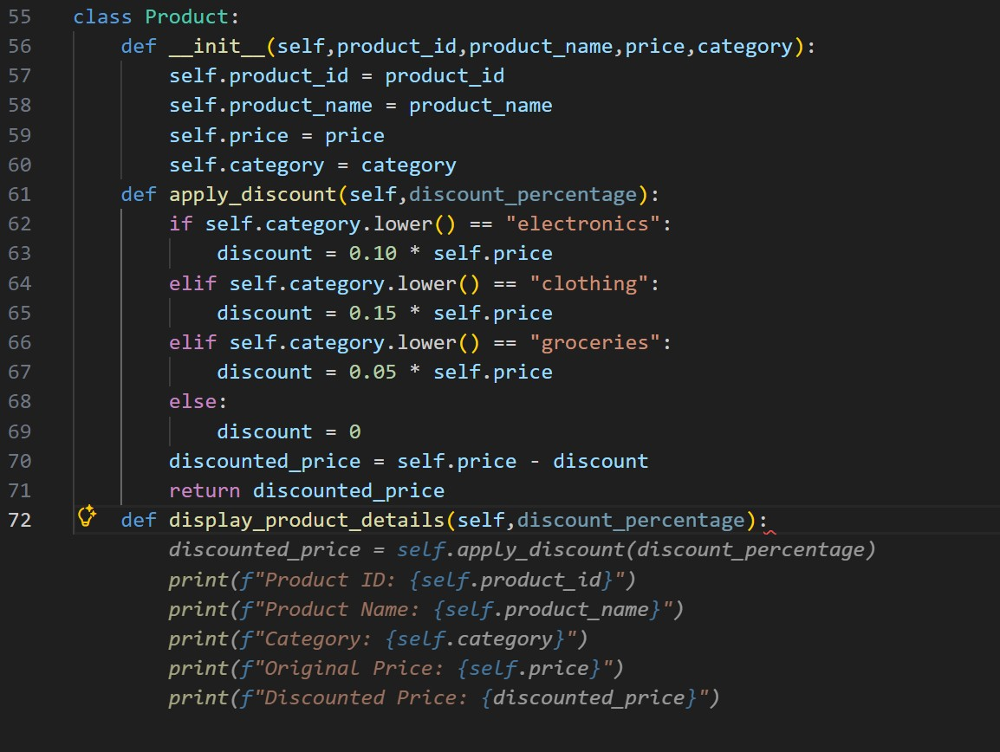 55 class Product:
56     def __init__(self,product_id,product_name,price,category):
57         self.product_id = product_id
58         self.product_name = product_name
59         self.price = price
60         self.category = category
61     def apply_discount(self,discount_percentage):
62         if self.category.lower() == "electronics":
63             discount = 0.10 * self.price
64         elif self.category.lower() == "clothing":
65             discount = 0.15 * self.price
66         elif self.category.lower() == "groceries":
67             discount = 0.05 * self.price
68         else:
69             discount = 0
70         discounted_price = self.price - discount
71         return discounted_price
72     def display_product_details(self,discount_percentage):
        discounted_price = self.apply_discount(discount_percentage)
        print(f"Product ID: {self.product_id}")
        print(f"Product Name: {self.product_name}")
        print(f"Category: {self.category}")
        print(f"Original Price: {self.price}")
        print(f"Discounted Price: {discounted_price}")